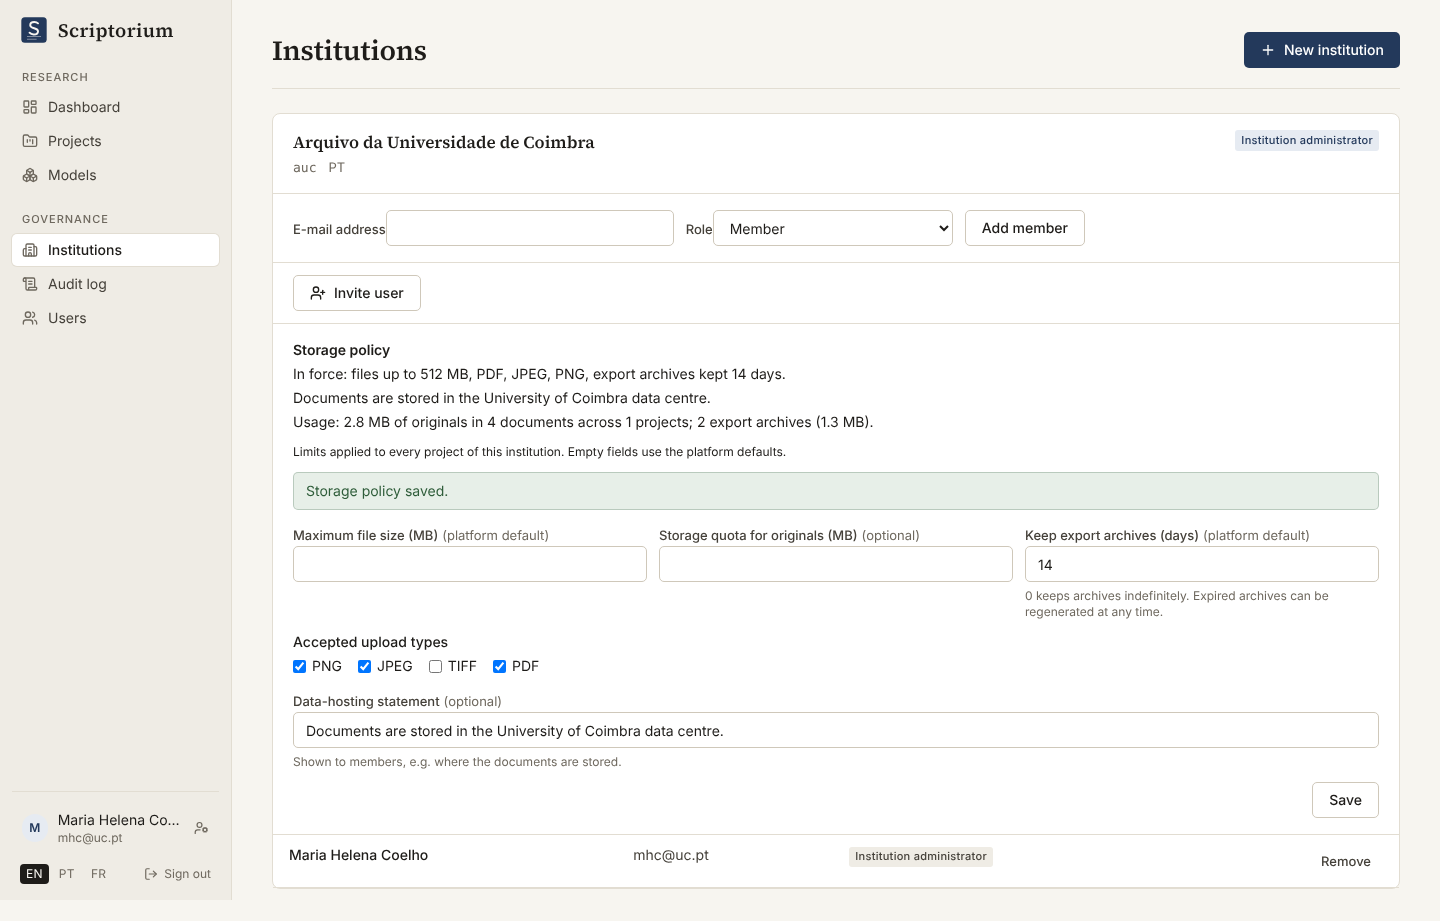 Scriptorium
RESEARCH
Dashboard
Projects
Models
GOVERNANCE
Institutions
Audit log
Users
M
Maria Helena Co...
mhc@uc.pt
EN PT FR Sign out
Institutions
New institution
Arquivo da Universidade de Coimbra
Institution administrator
auc PT
E-mail address
Role Member
Add member
Invite user
Storage policy
In force: files up to 512 MB, PDF, JPEG, PNG, export archives kept 14 days.
Documents are stored in the University of Coimbra data centre.
Usage: 2.8 MB of originals in 4 documents across 1 projects; 2 export archives (1.3 MB).
Limits applied to every project of this institution. Empty fields use the platform defaults.
Storage policy saved.
Maximum file size (MB) (platform default)
Storage quota for originals (MB) (optional)
Keep export archives (days) (platform default)
14
0 keeps archives indefinitely. Expired archives can be
regenerated at any time.
Accepted upload types
PNG JPEG TIFF PDF
Data-hosting statement (optional)
Documents are stored in the University of Coimbra data centre.
Shown to members, e.g. where the documents are stored.
Save
Maria Helena Coelho mhc@uc.pt Institution administrator Remove